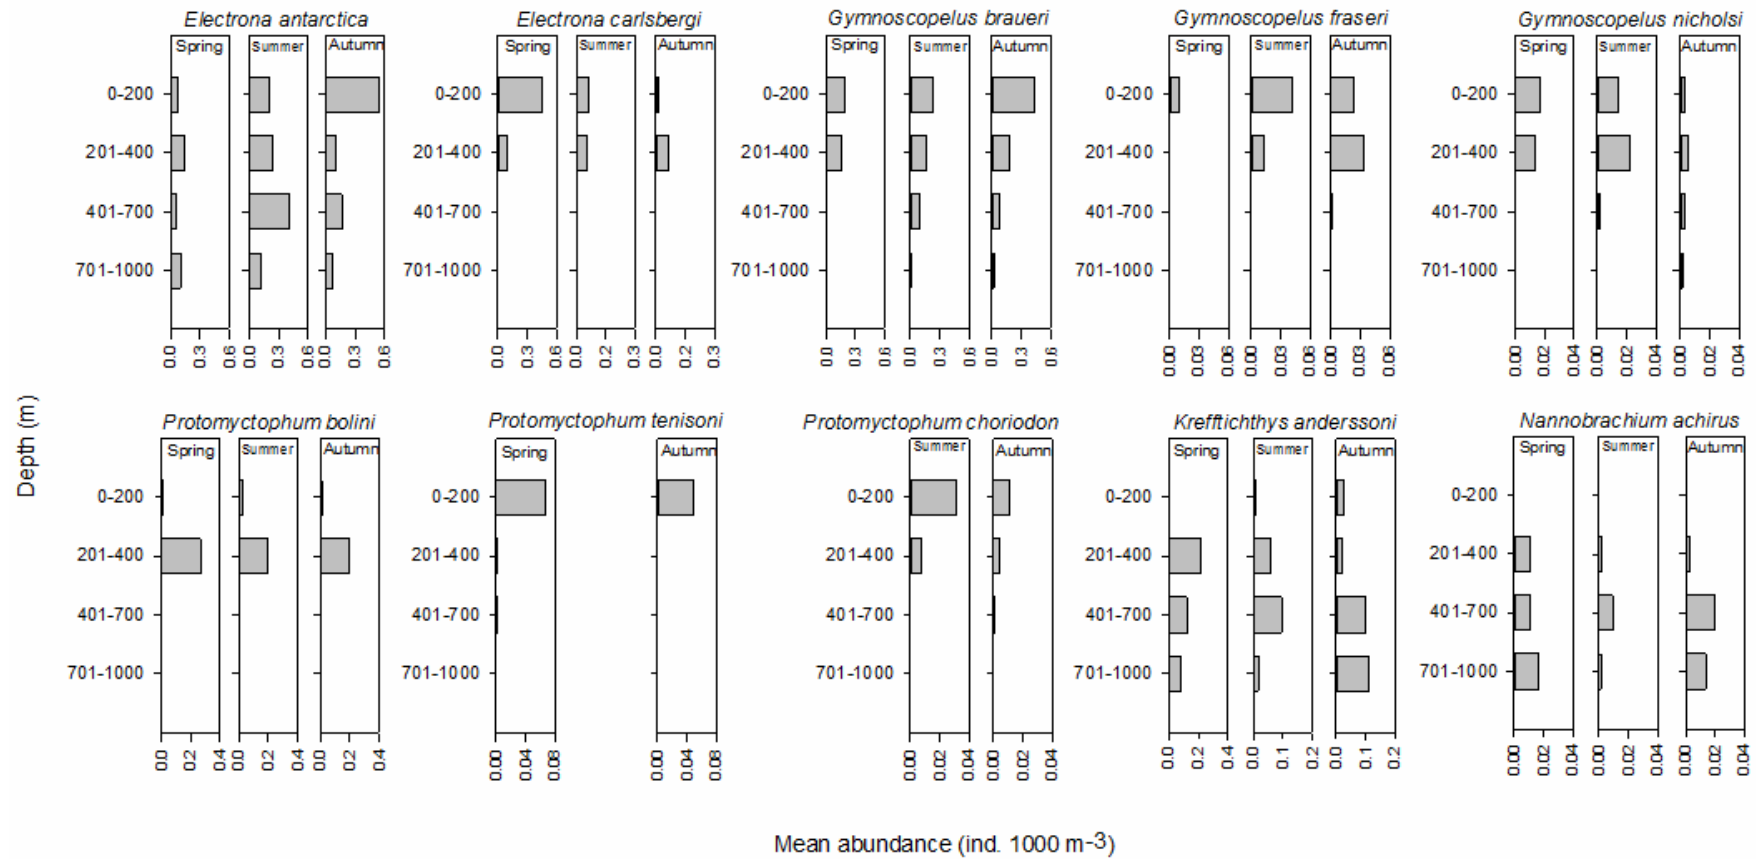 Electrona antarctica Electrona carlsbergi Gymnoscopelus braueri Gymnoscopelus fraseri Gymnoscopelus nicholsi
Spring Summer Autumn Spring Summer Autumn Spring Summer Autumn Spring Summer Autumn Spring Summer Autumn
0-200 0-200 0-200 0-200 0-200
201-400 201-400 201-400 201-400 201-400
401-700 401-700 401-700 401-700 401-700
701-1000 701-1000 701-1000 701-1000 701-1000
0.0 0.3 0.6 0.0 0.3 0.6 0.0 0.3 0.6 0.0 0.3 0.6 0.0 0.2 0.3 0.0 0.2 0.3 0.0 0.3 0.6 0.0 0.3 0.6 0.0 0.3 0.6 0.00 0.03 0.06 0.00 0.03 0.06 0.00 0.03 0.06 0.00 0.02 0.04 0.00 0.02 0.04 0.00 0.02 0.04
Depth (m)
Protomyctophum bolini Protomyctophum tenisoni Protomyctophum choriodon Krefftichthys anderssoni Nannobrachium achirus
Spring Summer Autumn Spring Autumn Summer Autumn Spring Summer Autumn Spring Summer Autumn
0-200 0-200 0-200 0-200 0-200
201-400 201-400 201-400 201-400 201-400
401-700 401-700 401-700 401-700 401-700
701-1000 701-1000 701-1000 701-1000 701-1000
0.0 0.2 0.4 0.0 0.2 0.4 0.0 0.2 0.4 0.00 0.04 0.08 0.00 0.04 0.08 0.00 0.02 0.04 0.00 0.02 0.04 0.0 0.2 0.4 0.0 0.1 0.2 0.0 0.1 0.2 0.00 0.02 0.04 0.00 0.02 0.04 0.00 0.02 0.04
Mean abundance (ind. 1000 m-3)